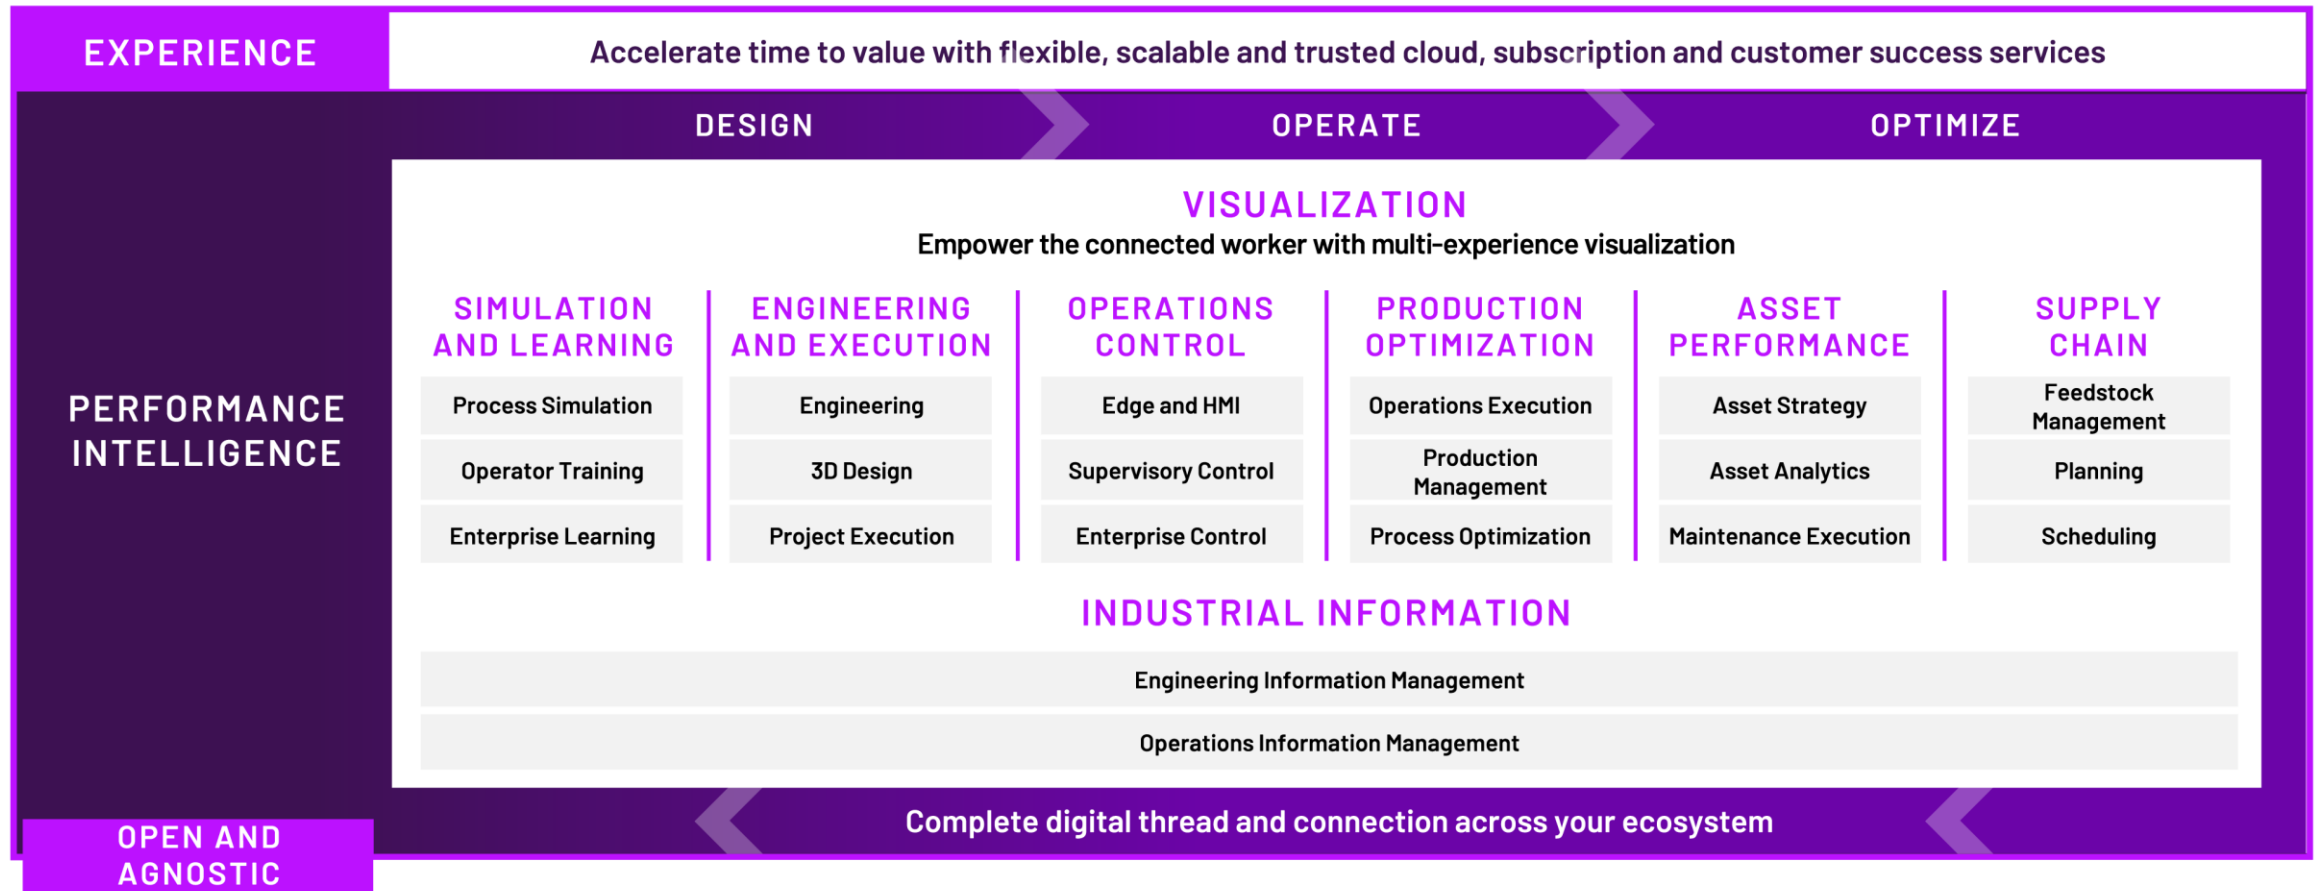 EXPERIENCE
Accelerate time to value with flexible, scalable and trusted cloud, subscription and customer success services
DESIGN
OPERATE
OPTIMIZE
PERFORMANCE
INTELLIGENCE
VISUALIZATION
Empower the connected worker with multi-experience visualization
SIMULATION
AND LEARNING
Process Simulation
Operator Training
Enterprise Learning
ENGINEERING
AND EXECUTION
Engineering
3D Design
Project Execution
OPERATIONS
CONTROL
Edge and HMI
Supervisory Control
Enterprise Control
PRODUCTION
OPTIMIZATION
Operations Execution
Production
Management
Process Optimization
ASSET
PERFORMANCE
Asset Strategy
Asset Analytics
Maintenance Execution
SUPPLY
CHAIN
Feedstock
Management
Planning
Scheduling
INDUSTRIAL INFORMATION
Engineering Information Management
Operations Information Management
OPEN AND
AGNOSTIC
Complete digital thread and connection across your ecosystem